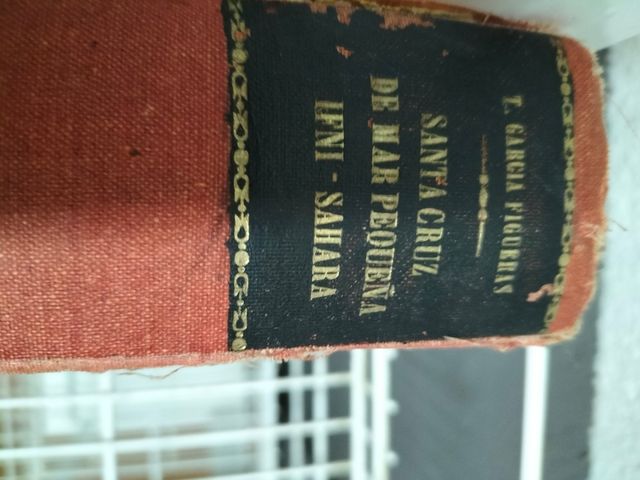 T. GARCIA FIGUERAS
SANTA CRUZ
DE MAR PEQUEÑA
IFNI - SAHARA